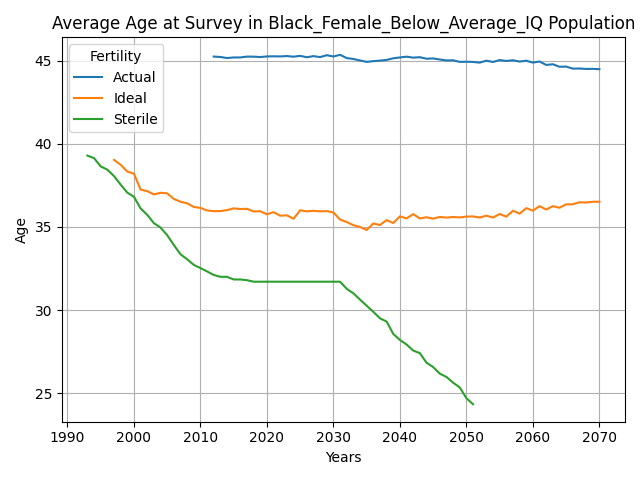 Average Age at Survey in Black_Female_Below_Average_IQ Population
Fertility
Actual
Ideal
Sterile
Age
45
40
35
30
25
1990 2000 2010 2020 2030 2040 2050 2060 2070
Years